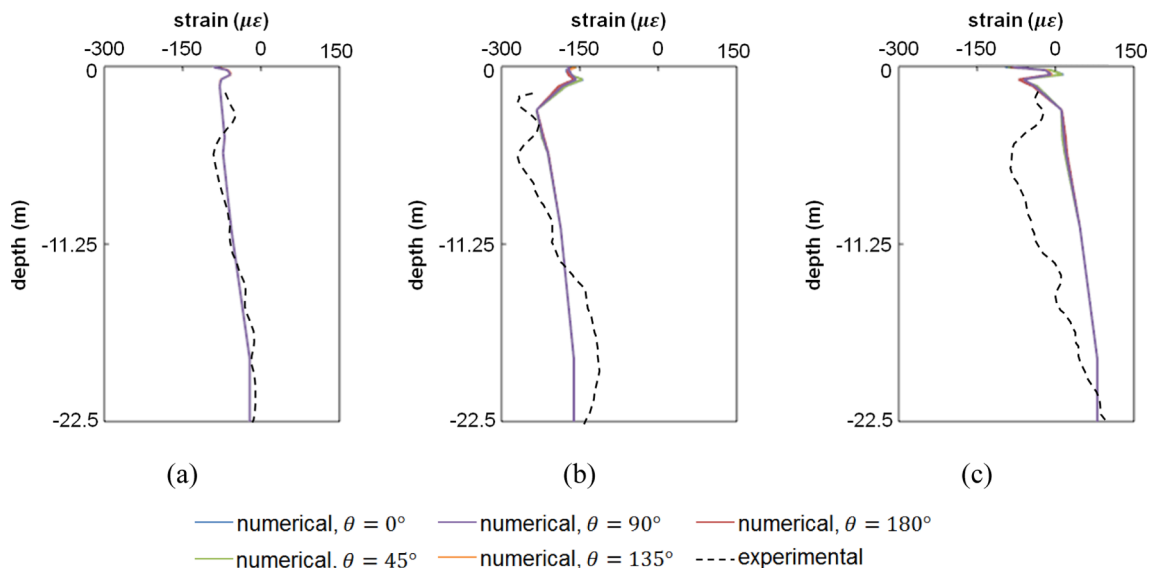 strain (με)
-300 -150 0 150
0
depth (m)
-11.25
-22.5
(a)
strain (με)
-300 -150 0 150
0
depth (m)
-11.25
-22.5
(b)
strain (με)
-300 -150 0 150
0
depth (m)
-11.25
-22.5
(c)
numerical, θ = 0° numerical, θ = 90° numerical, θ = 180°
numerical, θ = 45° numerical, θ = 135° experimental